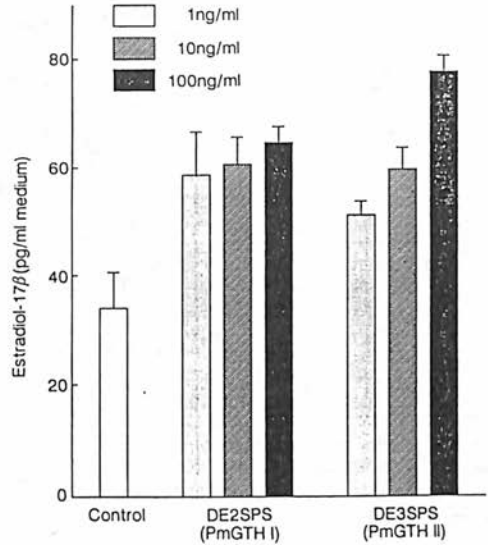 1ng/ml
10ng/ml
100ng/ml
80
60
40
20
0
Estradiol-17β(pg/ml medium)
Control
DE2SPS
(PmGTH I)
DE3SPS
(PmGTH II)